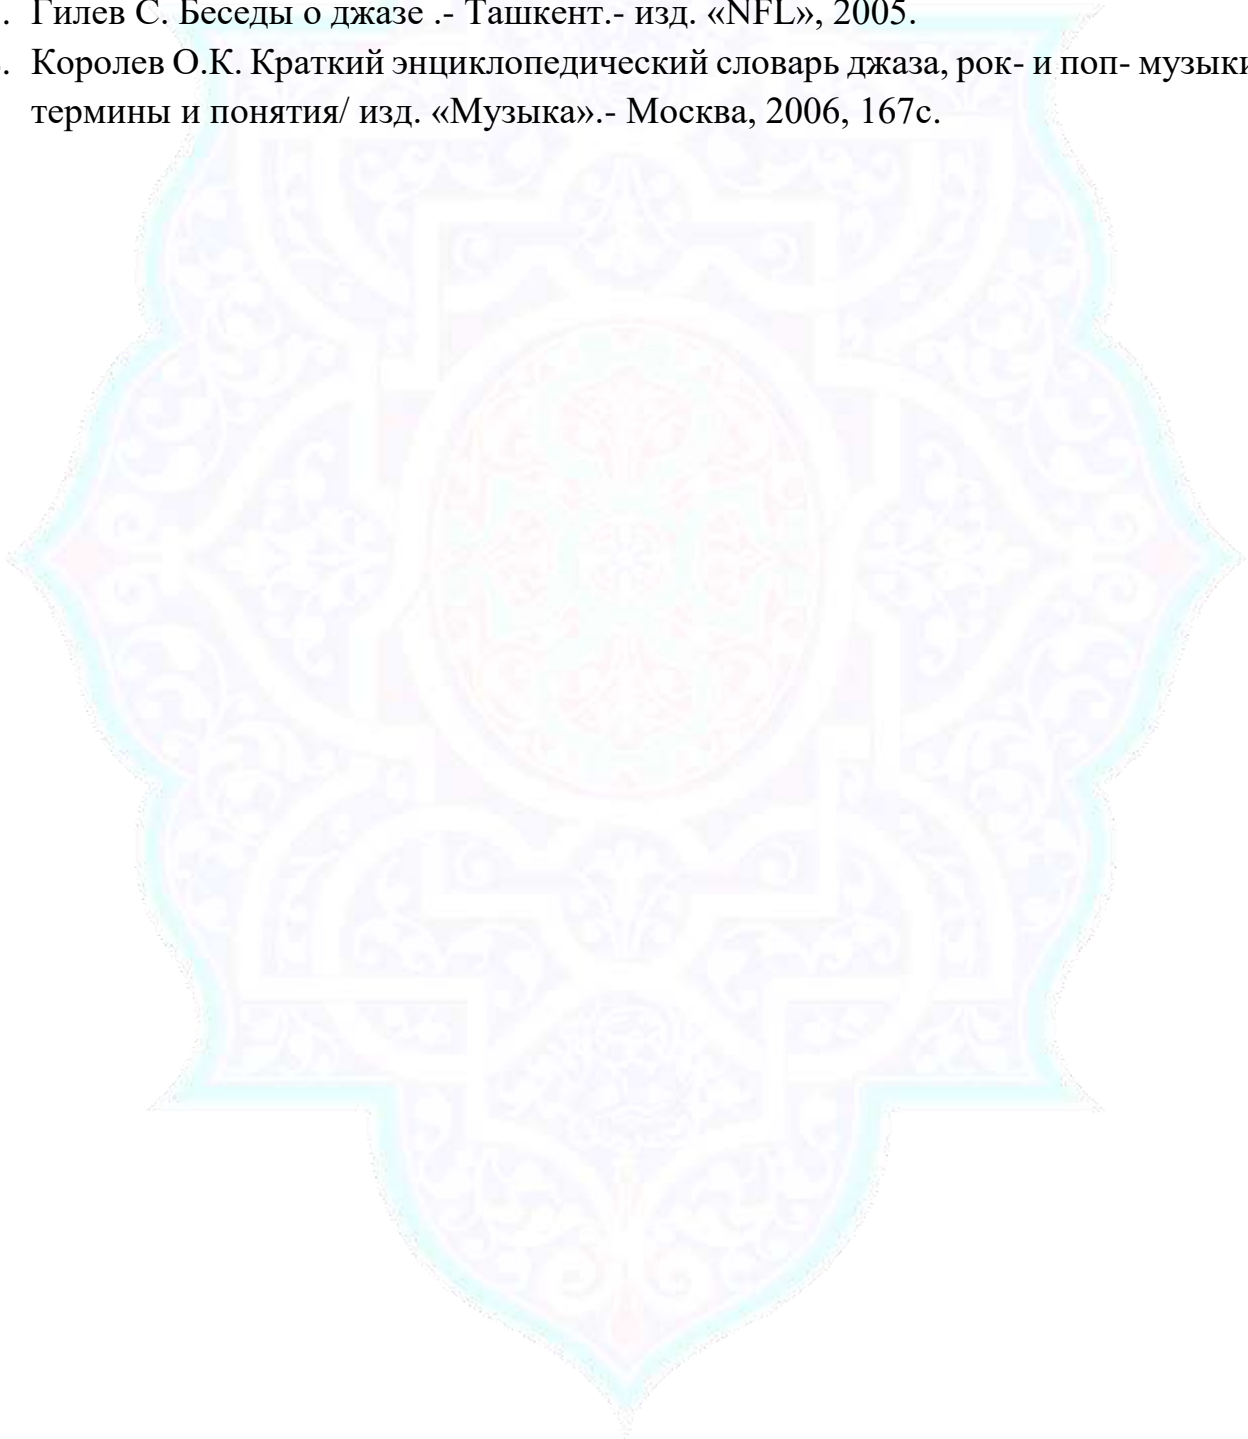 . Гилев С. Беседы о джазе .- Ташкент.- изд. «NFL», 2005.
. Королев О.К. Краткий энциклопедический словарь джаза, рок- и поп- музыки
термины и понятия/ изд. «Музыка».- Москва, 2006, 167с.